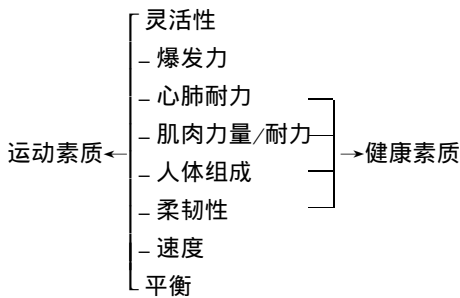 灵活性
爆发力
心肺耐力
肌肉力量/耐力
运动素质
健康素质
人体组成
柔韧性
速度
平衡